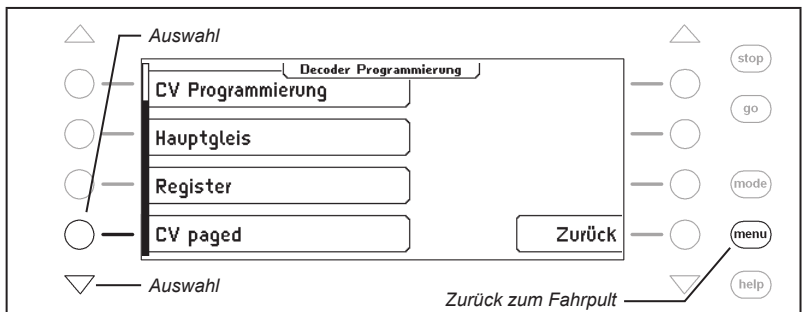 Auswahl
stop
Decoder Programmierung
CV Programmierung
go
Hauptgleis
Register
mode
CV paged
Zurück
menu
Auswahl
help
Zurück zum Fahrpult